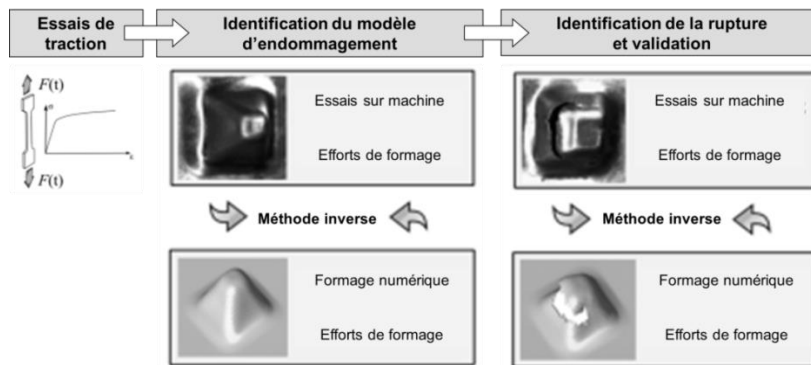 Essais de
traction
Identification du modèle
d'endommagement
Identification de la rupture
et validation
F(t)
σ
ε
F(t)
Essais sur machine
Efforts de formage
Méthode inverse
Formage numérique
Efforts de formage
Essais sur machine
Efforts de formage
Méthode inverse
Formage numérique
Efforts de formage